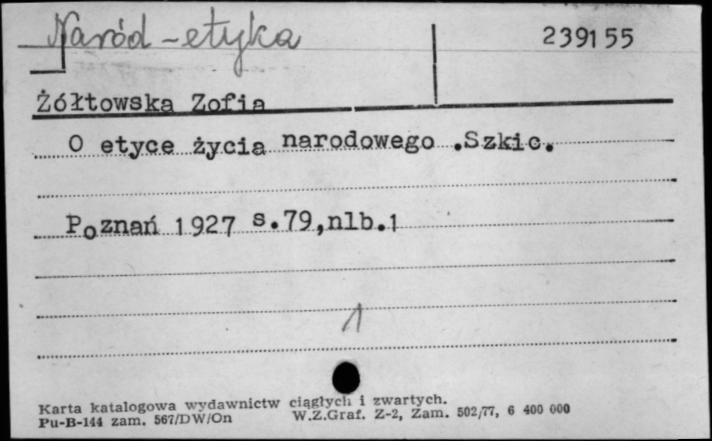 Naród - etyka
239155
Żółtowska Zofia
O etyce życia narodowego .Szkic.
Poznań 1927 s.79,nlb.1
1
Karta katalogowa wydawnictw ciągłych i zwartych.
Pu-B-144 zam. 567/DW/On W.Z.Graf. Z-2, Zam. 502/77, 6 400 000